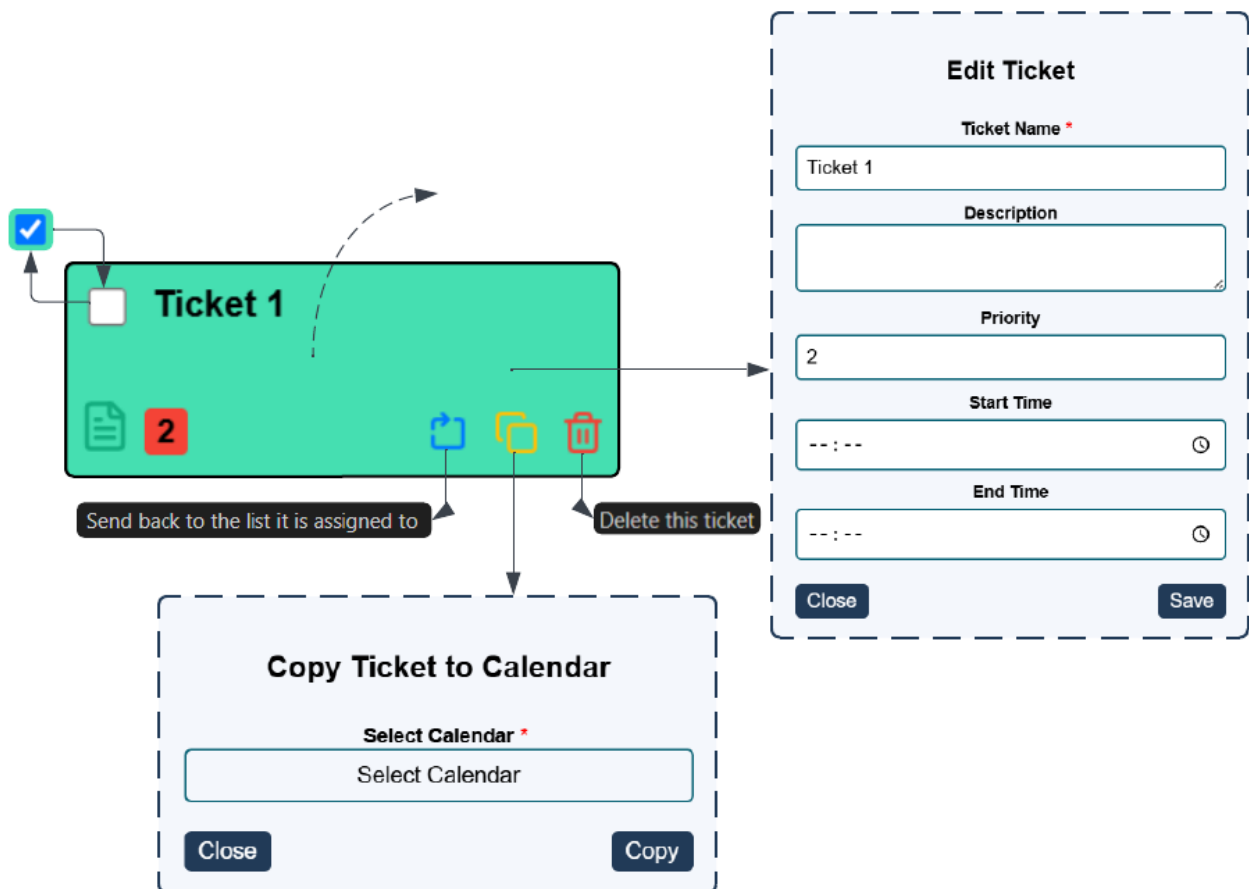 Ticket 1
2
Send back to the list it is assigned to
Delete this ticket
Copy Ticket to Calendar
Select Calendar *
Select Calendar
Close
Copy
Edit Ticket
Ticket Name *
Ticket 1
Description
Priority
2
Start Time
--:--
End Time
--:--
Close
Save